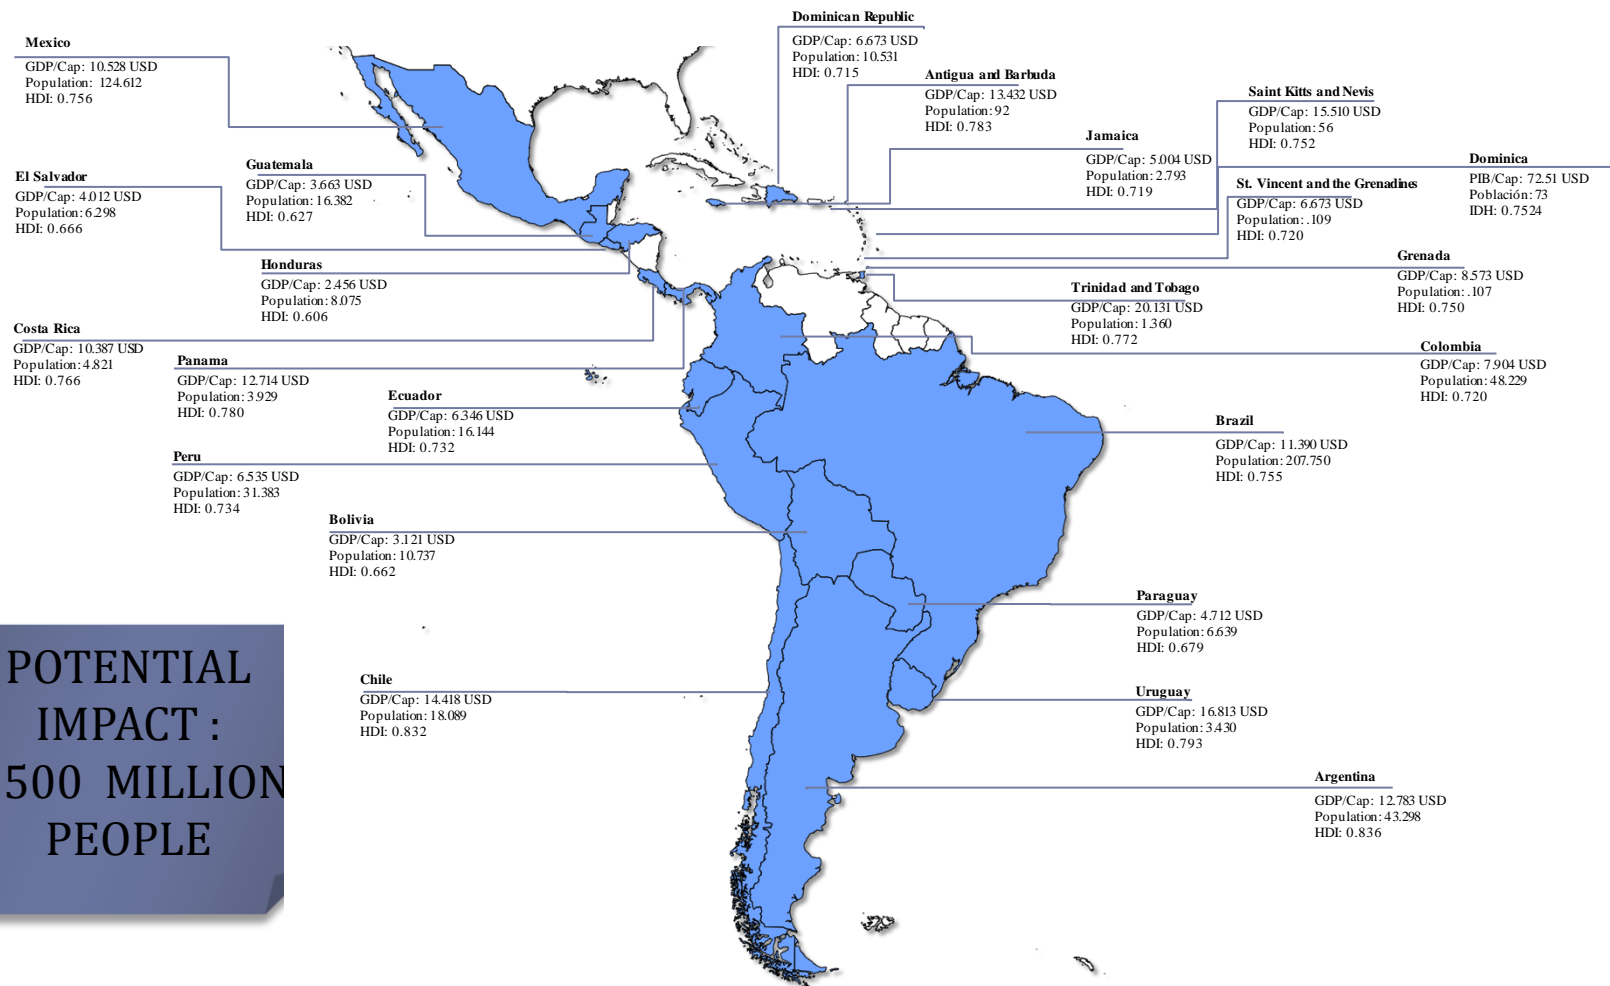 Dominican Republic
GDP/Cap: 6.673 USD
Population: 10.531
HDI: 0.715
Mexico
GDP/Cap: 10.528 USD
Population: 124.612
HDI: 0.756
Antigua and Barbuda
GDP/Cap: 13.432 USD
Population: 92
HDI: 0.783
Saint Kitts and Nevis
GDP/Cap: 15.510 USD
Population: 56
HDI: 0.752
Jamaica
GDP/Cap: 5.004 USD
Population: 2.793
HDI: 0.719
Dominica
PIB/Cap: 72.51 USD
Población: 73
IDH: 0.7524
Guatemala
GDP/Cap: 3.663 USD
Population: 16.382
HDI: 0.627
El Salvador
GDP/Cap: 4.012 USD
Population: 6.298
HDI: 0.666
St. Vincent and the Grenadines
GDP/Cap: 6.673 USD
Population: .109
HDI: 0.720
Grenada
GDP/Cap: 8.573 USD
Population: .107
HDI: 0.750
Honduras
GDP/Cap: 2.456 USD
Population: 8.075
HDI: 0.606
Trinidad and Tobago
GDP/Cap: 20.131 USD
Population: 1.360
HDI: 0.772
Costa Rica
GDP/Cap: 10.387 USD
Population: 4.821
HDI: 0.766
Colombia
GDP/Cap: 7.904 USD
Population: 48.229
HDI: 0.720
Panama
GDP/Cap: 12.714 USD
Population: 3.929
HDI: 0.780
Ecuador
GDP/Cap: 6.346 USD
Population: 16.144
HDI: 0.732
Brazil
GDP/Cap: 11.390 USD
Population: 207.750
HDI: 0.755
Peru
GDP/Cap: 6.535 USD
Population: 31.383
HDI: 0.734
Bolivia
GDP/Cap: 3.121 USD
Population: 10.737
HDI: 0.662
Paraguay
GDP/Cap: 4.712 USD
Population: 6.639
HDI: 0.679
POTENTIAL
IMPACT :
500 MILLION
PEOPLE
Chile
GDP/Cap: 14.418 USD
Population: 18.089
HDI: 0.832
Uruguay
GDP/Cap: 16.813 USD
Population: 3.430
HDI: 0.793
Argentina
GDP/Cap: 12.783 USD
Population: 43.298
HDI: 0.836